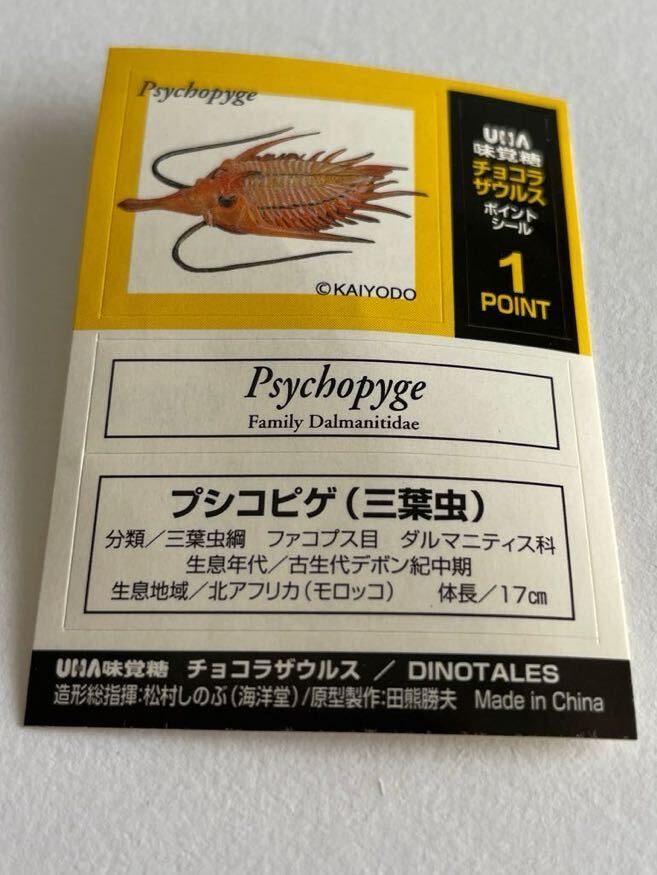 Psychopyge
©KAIYODO
UHA
味覚糖
チョコラ
ザウルス
ポイント
シール
1
POINT
Psychopyge
Family Dalmanitidae
プシコピゲ（三葉虫）
分類／三葉虫綱　ファコプス目　ダルマニティス科
生息年代／古生代デボン紀中期
生息地域／北アフリカ（モロッコ）　体長／17㎝
UHA味覚糖 チョコラザウルス ／ DINOTALES
造形総指揮:松村しのぶ（海洋堂）/原型製作:田熊勝夫　Made in China